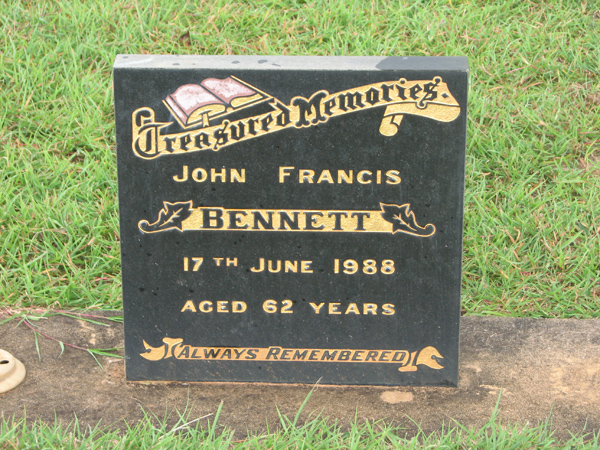 Treasured Memories.
JOHN FRANCIS
BENNETT
17TH JUNE 1988
AGED 62 YEARS
ALWAYS REMEMBERED